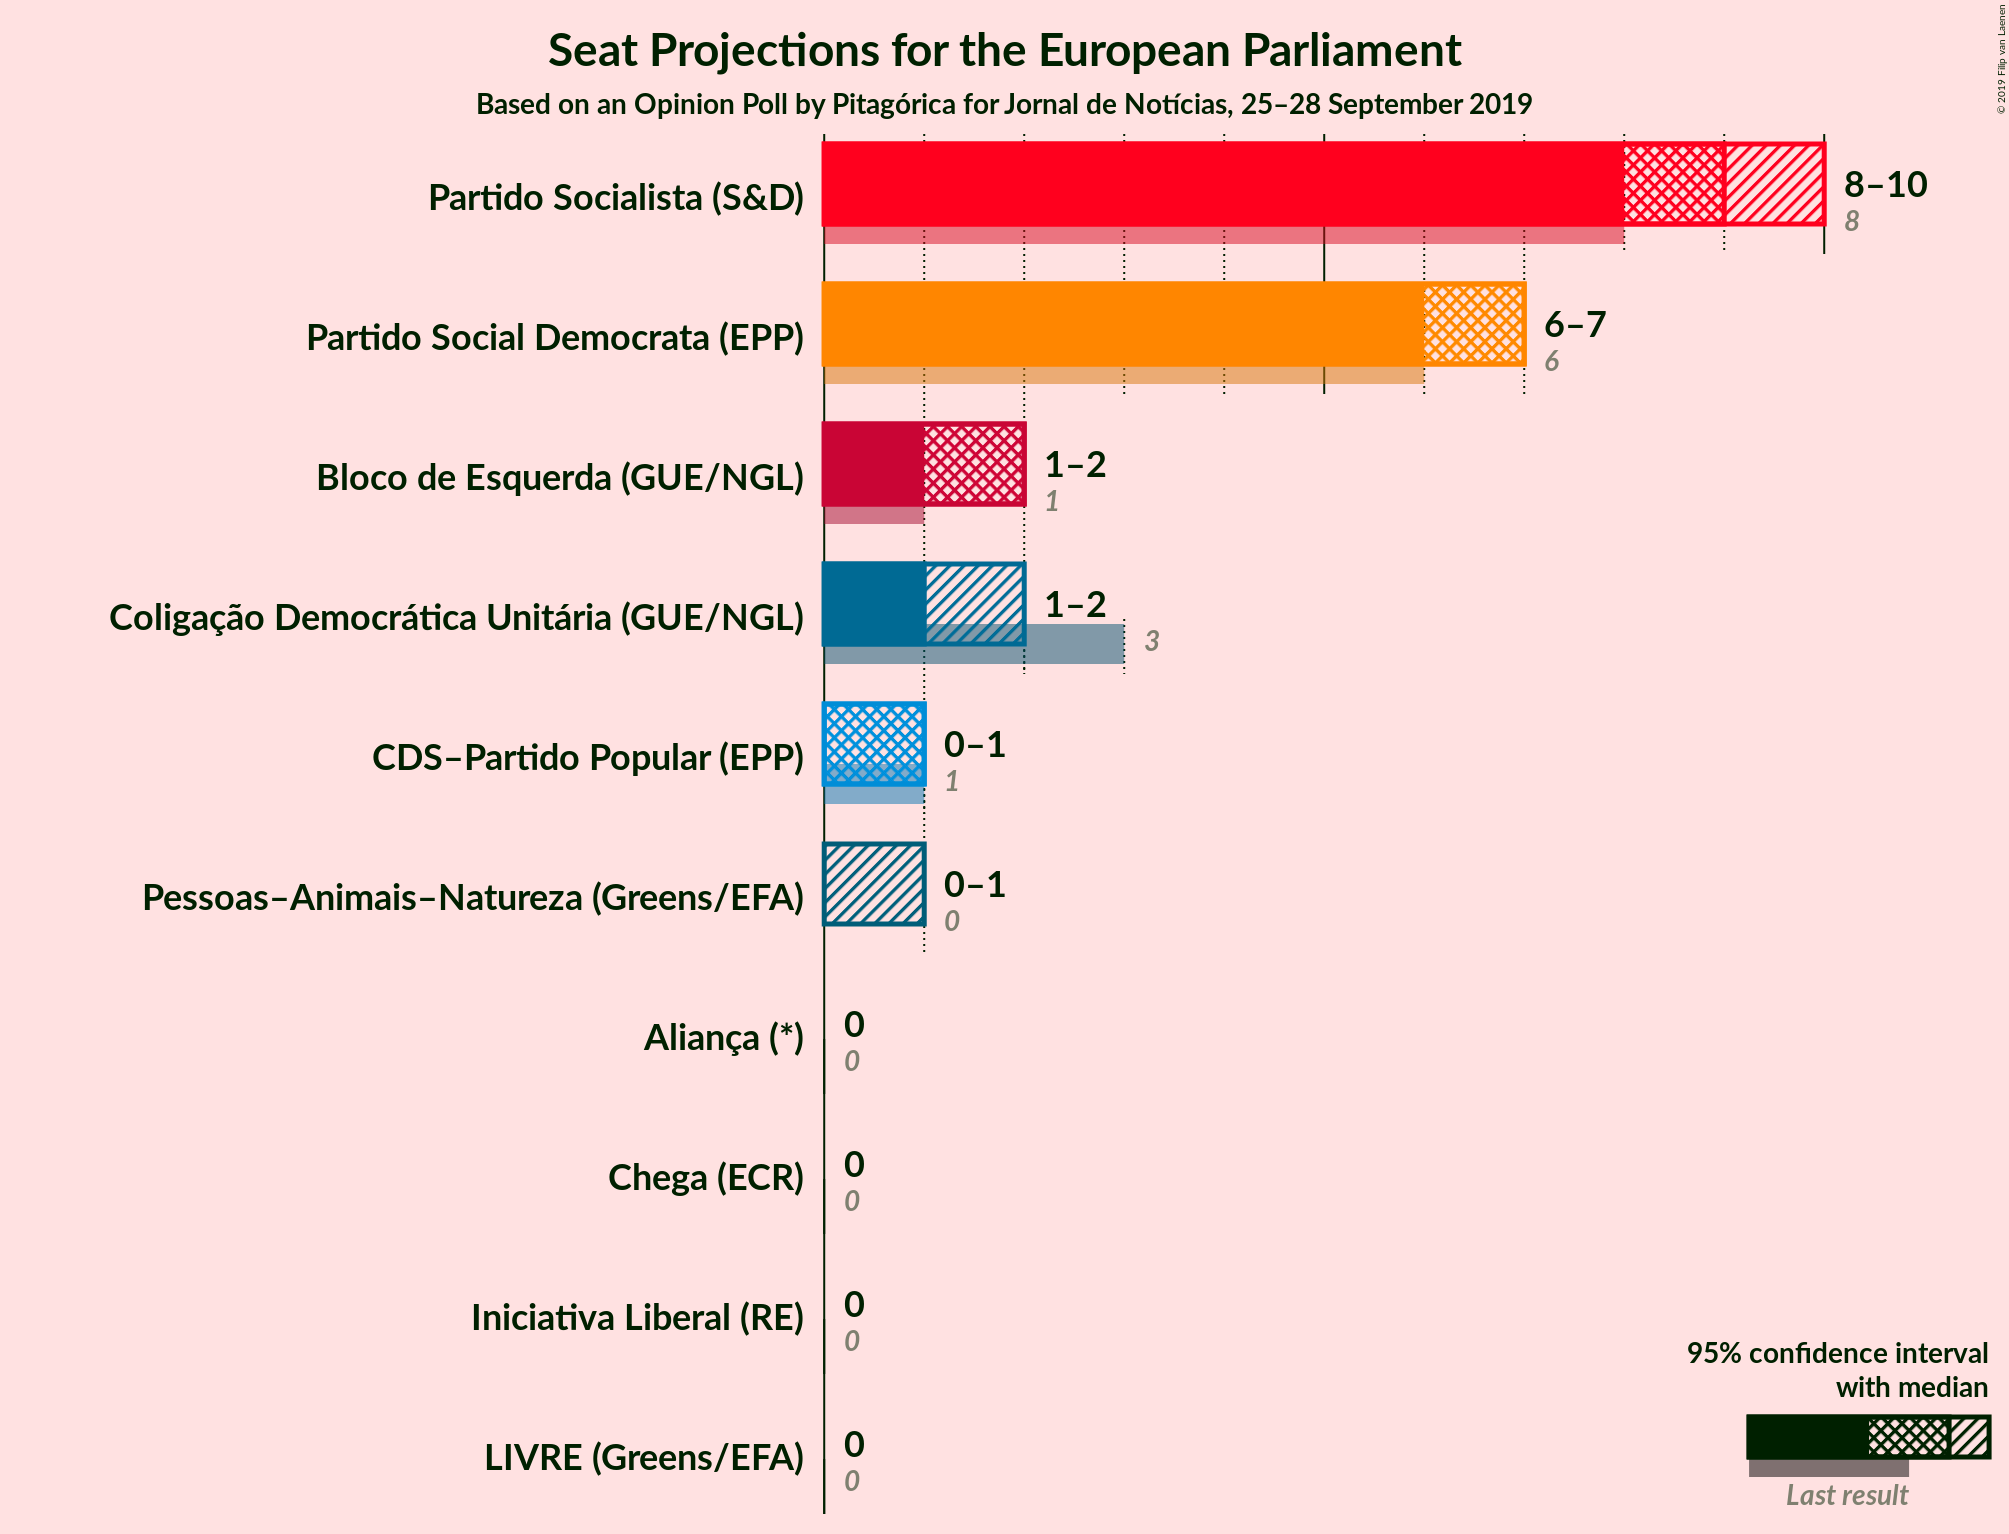 Seat Projections for the European Parliament
Based on an Opinion Poll by Pitagórica for Jornal de Notícias, 25–28 September 2019
© 2019 Filip van Laenen
Partido Socialista (S&D)
8–10
8
Partido Social Democrata (EPP)
6–7
6
Bloco de Esquerda (GUE/NGL)
1–2
1
Coligação Democrática Unitária (GUE/NGL)
1–2
3
CDS–Partido Popular (EPP)
0–1
1
Pessoas–Animais–Natureza (Greens/EFA)
0–1
0
Aliança (*)
0
0
Chega (ECR)
0
0
Iniciativa Liberal (RE)
0
0
LIVRE (Greens/EFA)
0
0
95% confidence interval
with median
Last result